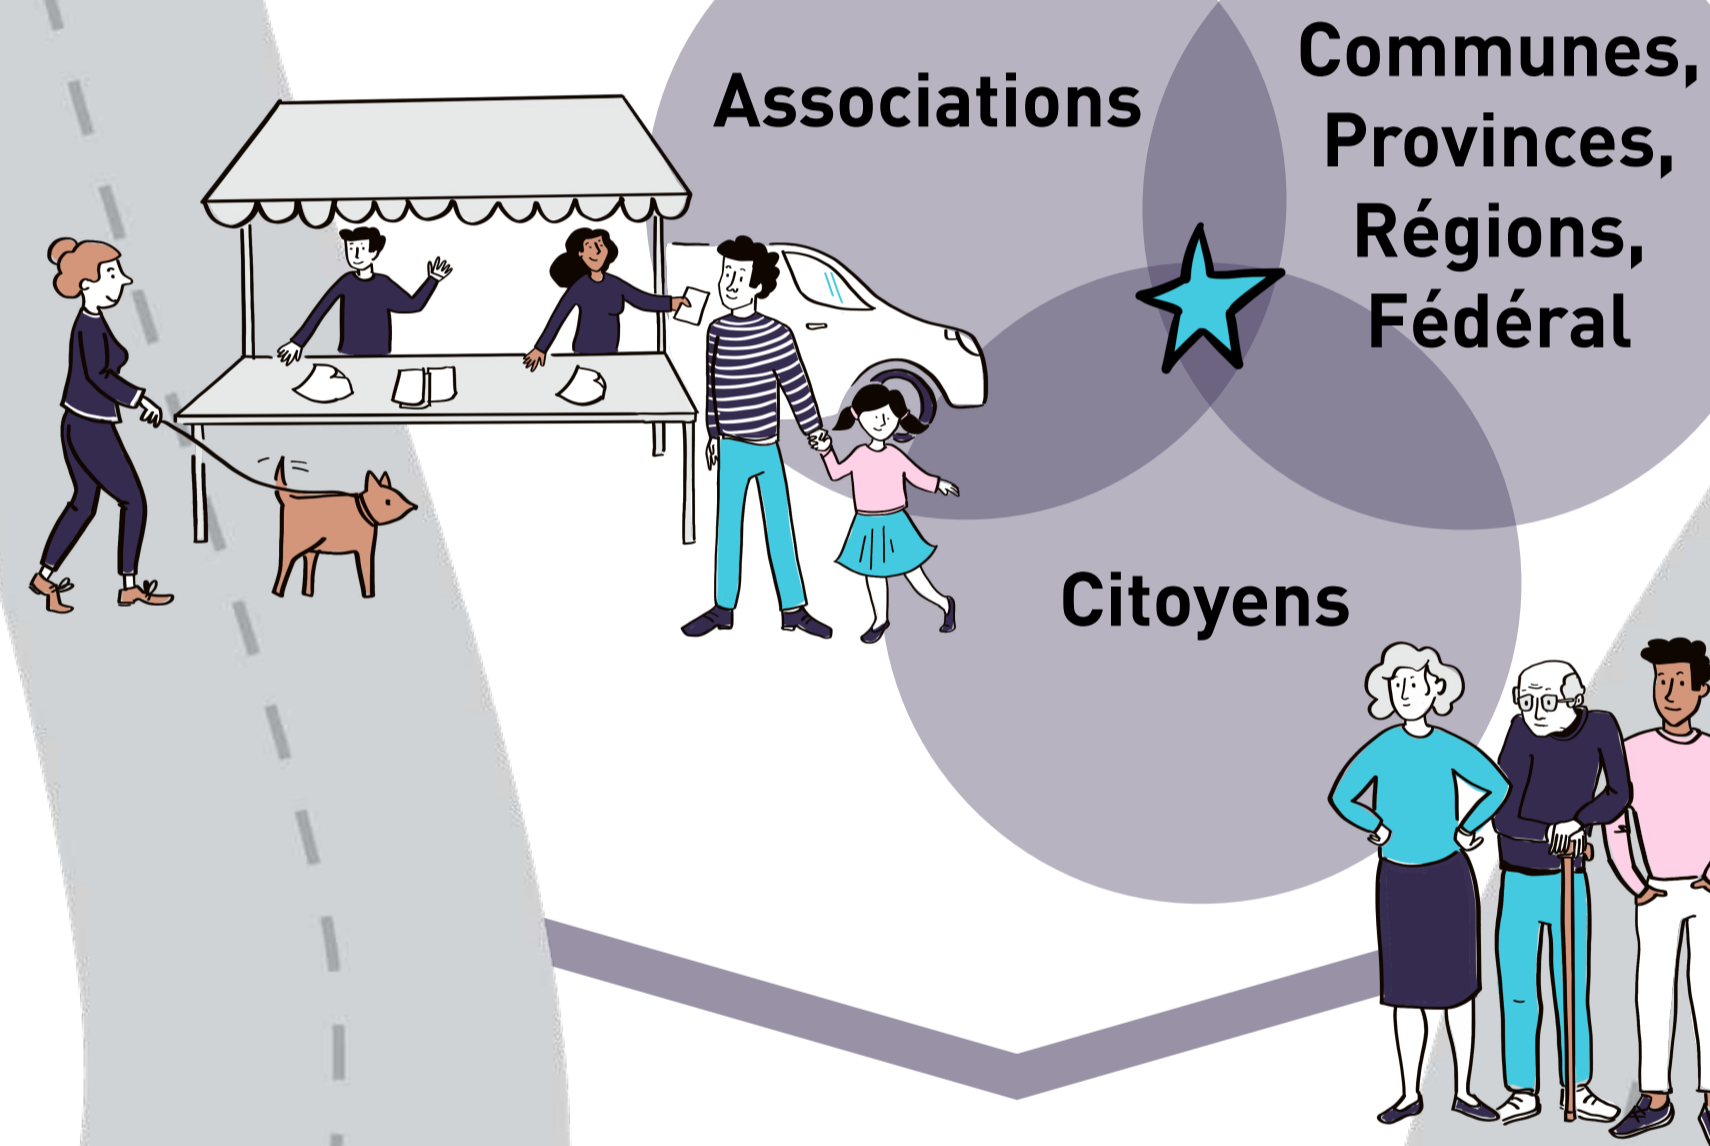 Associations
Communes,
Provinces,
Régions,
Fédéral
Citoyens